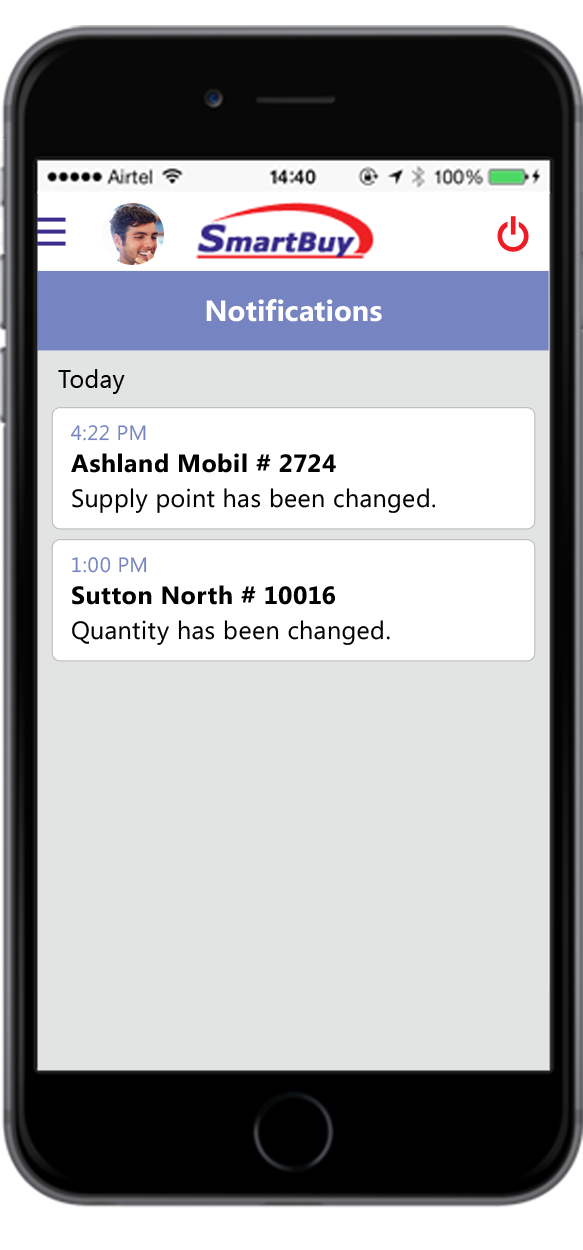 Airtel 14:40 100%
SmartBuy
Notifications
Today
4:22 PM
Ashland Mobil # 2724
Supply point has been changed.
1:00 PM
Sutton North # 10016
Quantity has been changed.